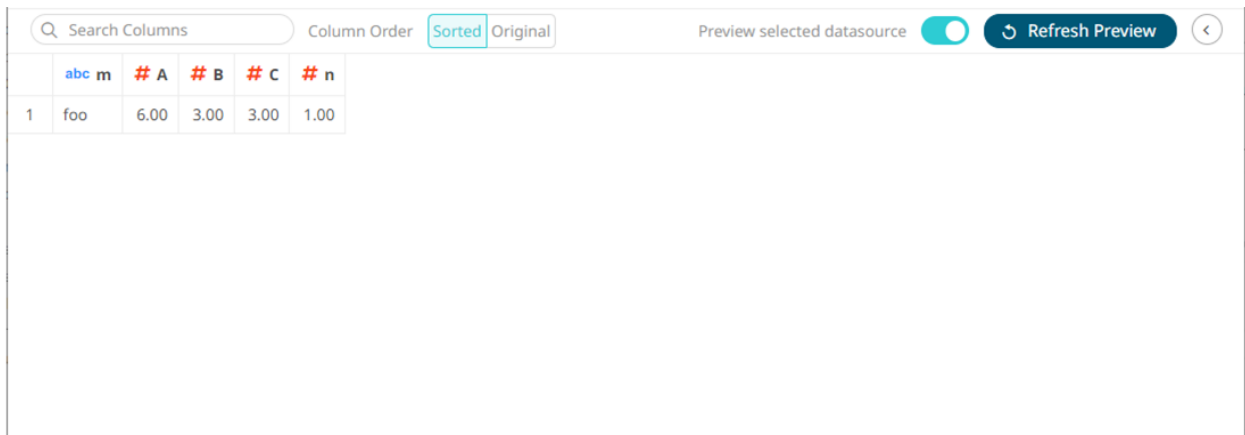 Search Columns Column Order Sorted Original Preview selected datasource Refresh Preview
abc m # A # B # C # n
1 foo 6.00 3.00 3.00 1.00